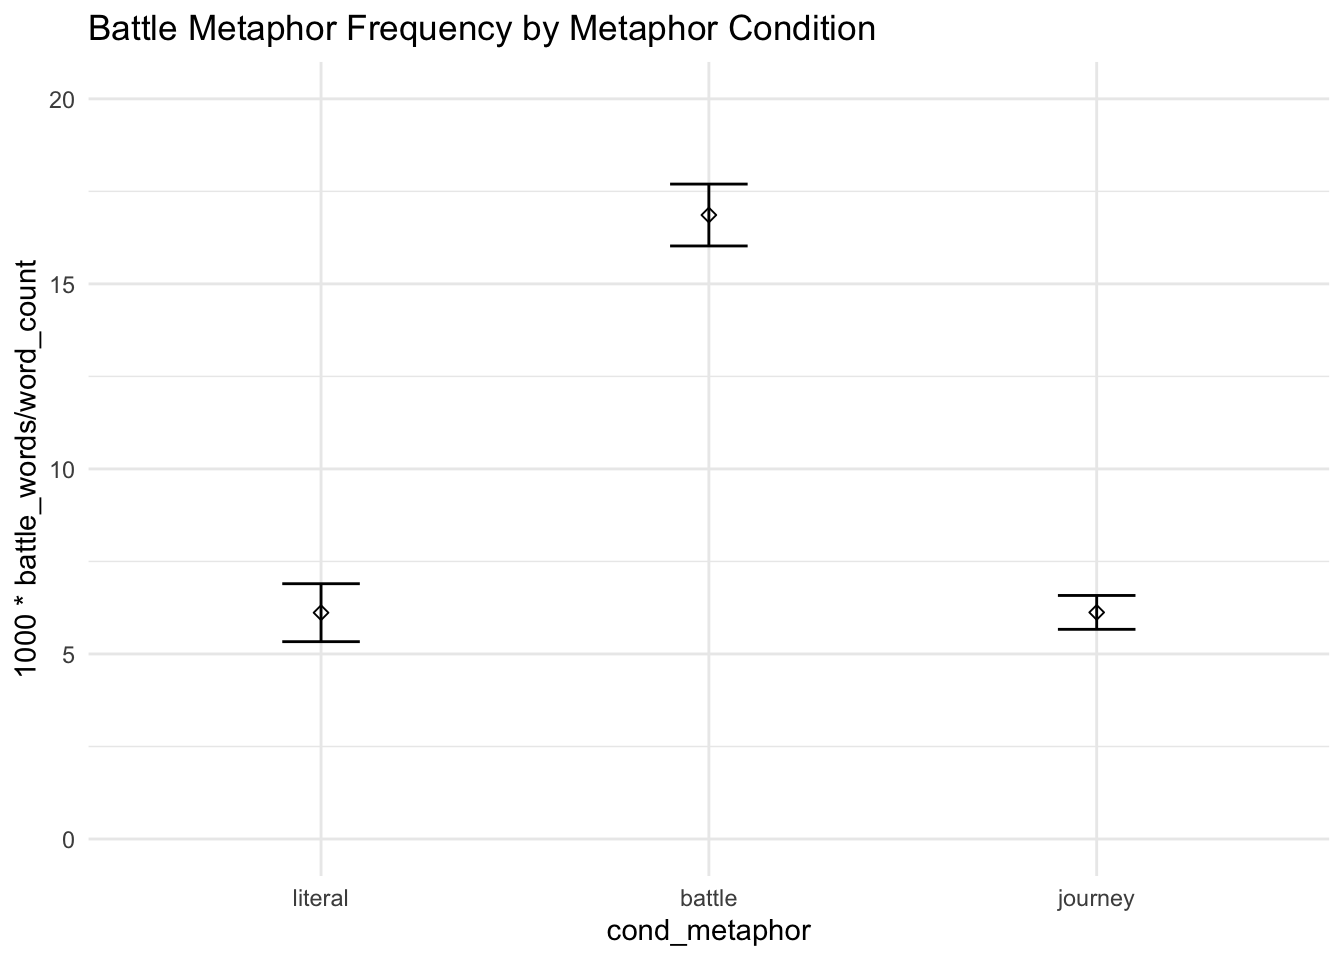 Battle Metaphor Frequency by Metaphor Condition
1000 * battle_words/word_count
20
15
10
5
0
literal battle journey
cond_metaphor